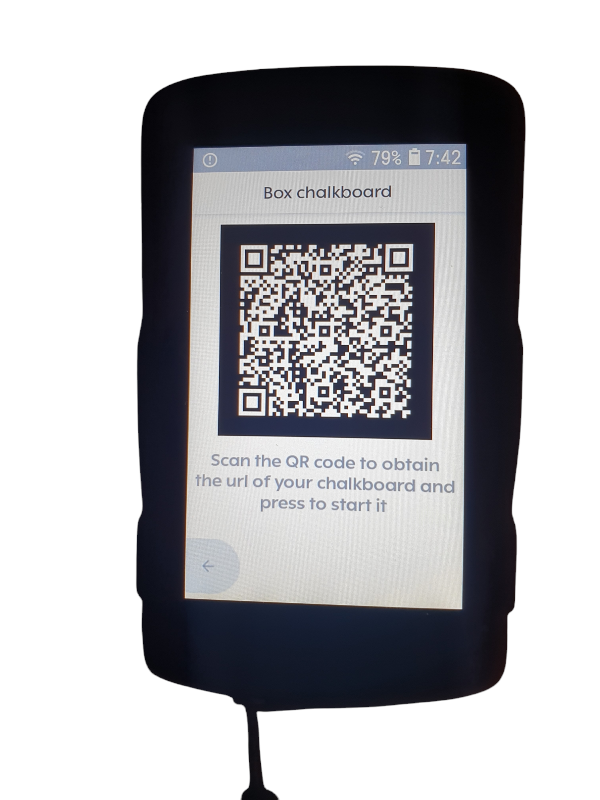 79% 7:42
Box chalkboard
Scan the QR code to obtain
the url of your chalkboard and
press to start it